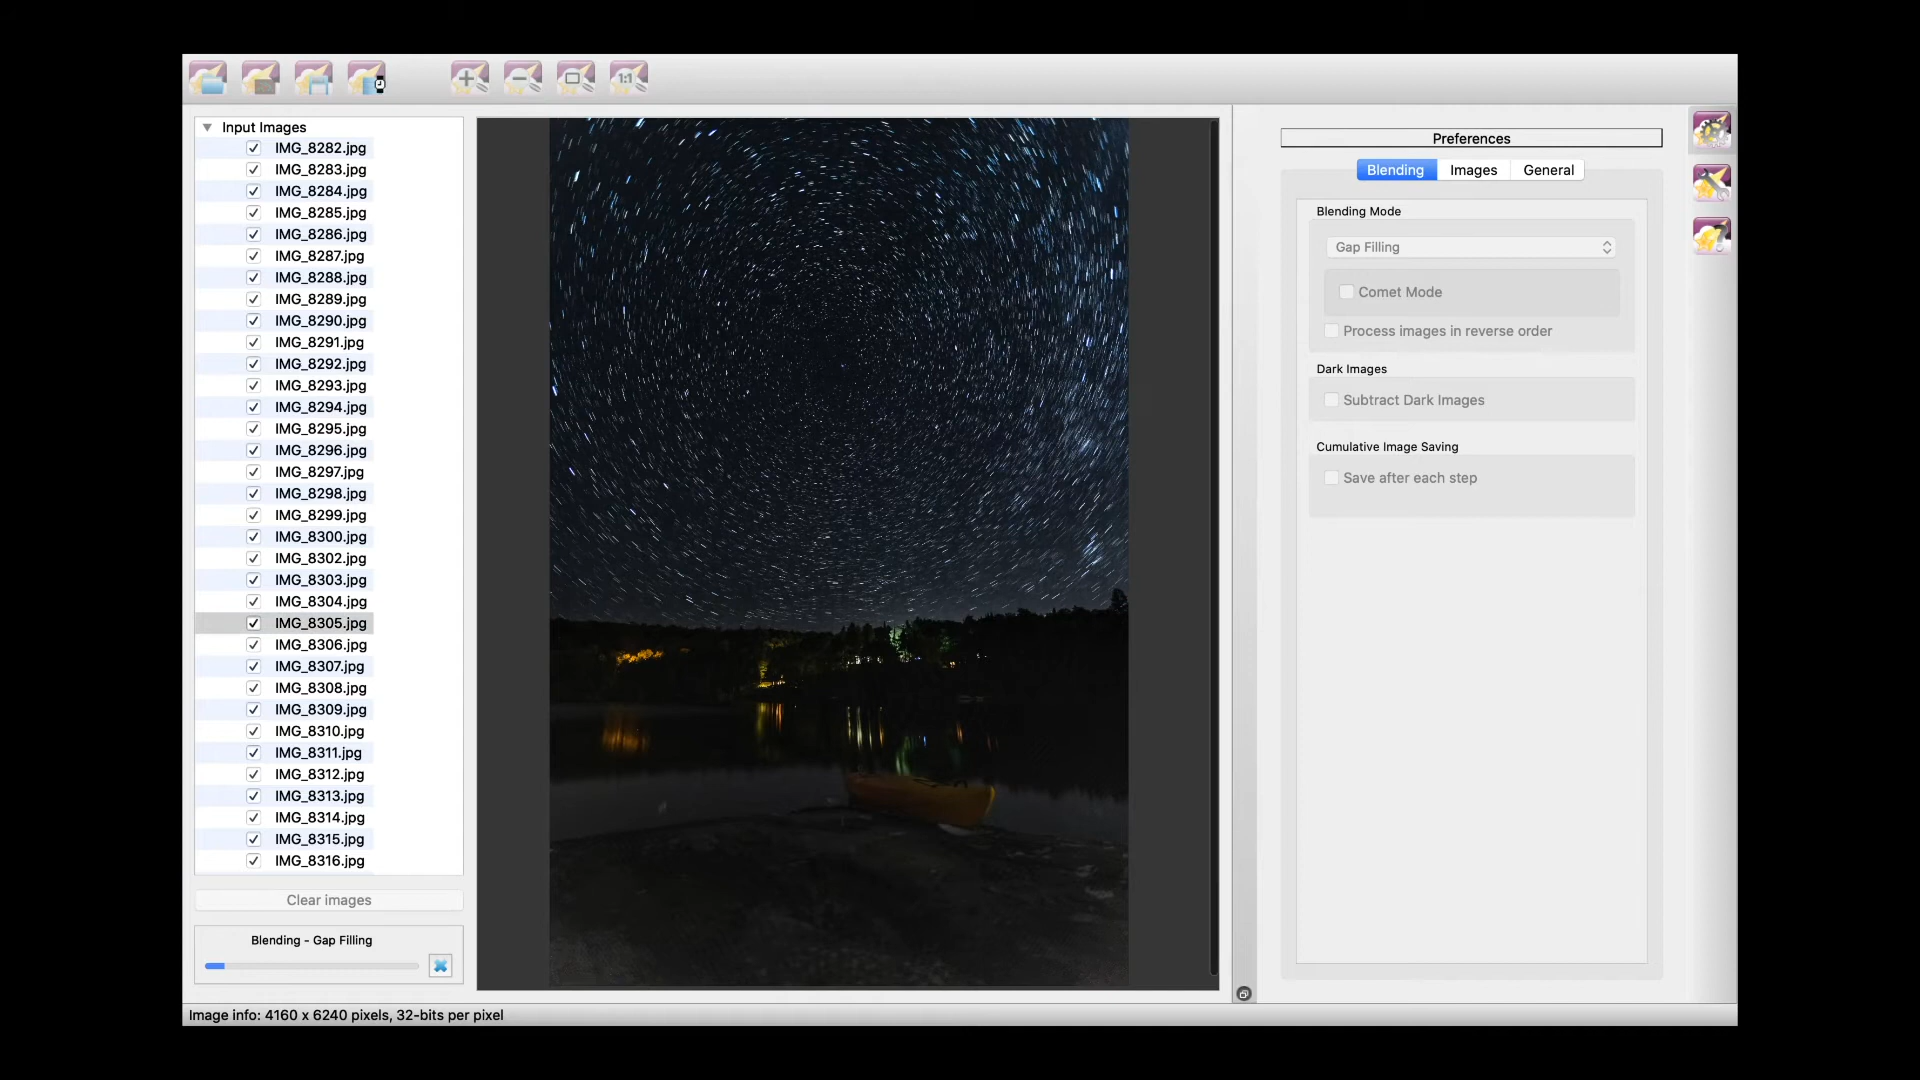 1:1
Input Images
IMG_8282.jpg
IMG_8283.jpg
IMG_8284.jpg
IMG_8285.jpg
IMG_8286.jpg
IMG_8287.jpg
IMG_8288.jpg
IMG_8289.jpg
IMG_8290.jpg
IMG_8291.jpg
IMG_8292.jpg
IMG_8293.jpg
IMG_8294.jpg
IMG_8295.jpg
IMG_8296.jpg
IMG_8297.jpg
IMG_8298.jpg
IMG_8299.jpg
IMG_8300.jpg
IMG_8302.jpg
IMG_8303.jpg
IMG_8304.jpg
IMG_8305.jpg
IMG_8306.jpg
IMG_8307.jpg
IMG_8308.jpg
IMG_8309.jpg
IMG_8310.jpg
IMG_8311.jpg
IMG_8312.jpg
IMG_8313.jpg
IMG_8314.jpg
IMG_8315.jpg
IMG_8316.jpg
Clear images
Blending - Gap Filling
Image info: 4160 x 6240 pixels, 32-bits per pixel
Preferences
Blending Images General
Blending Mode
Gap Filling
Comet Mode
Process images in reverse order
Dark Images
Subtract Dark Images
Cumulative Image Saving
Save after each step